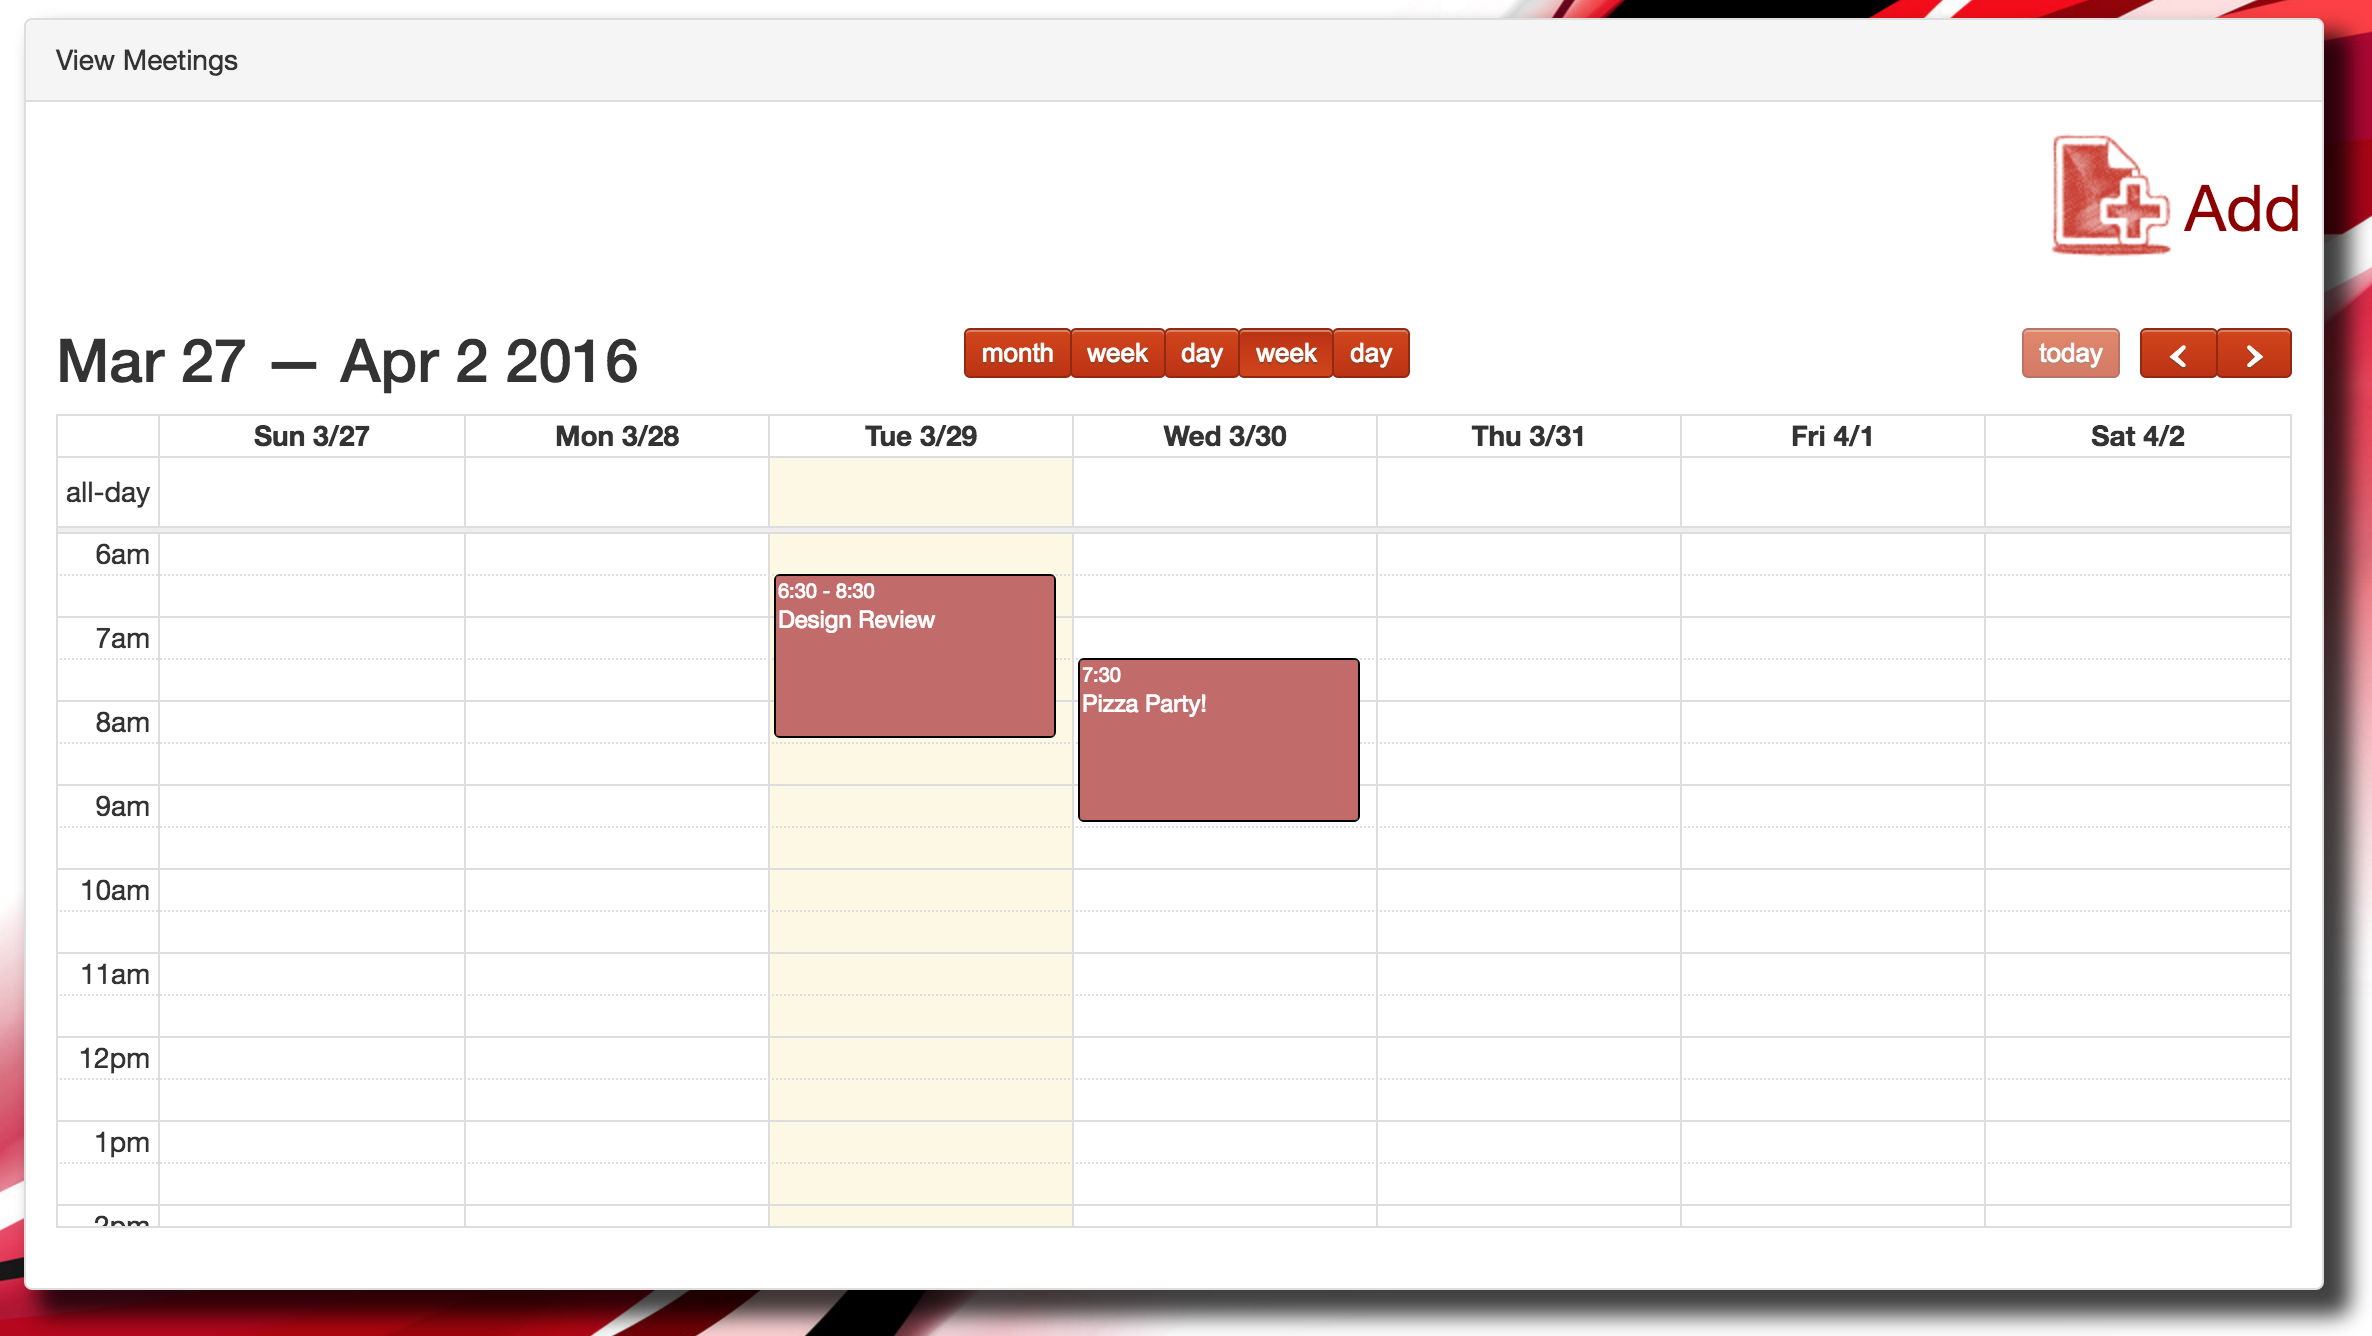 View Meetings
Add
Mar 27 — Apr 2 2016
month week day week day
today
Sun 3/27 Mon 3/28 Tue 3/29 Wed 3/30 Thu 3/31 Fri 4/1 Sat 4/2
all-day
6am
6:30 - 8:30
Design Review
7am
7:30
Pizza Party!
8am
9am
10am
11am
12pm
1pm
2pm